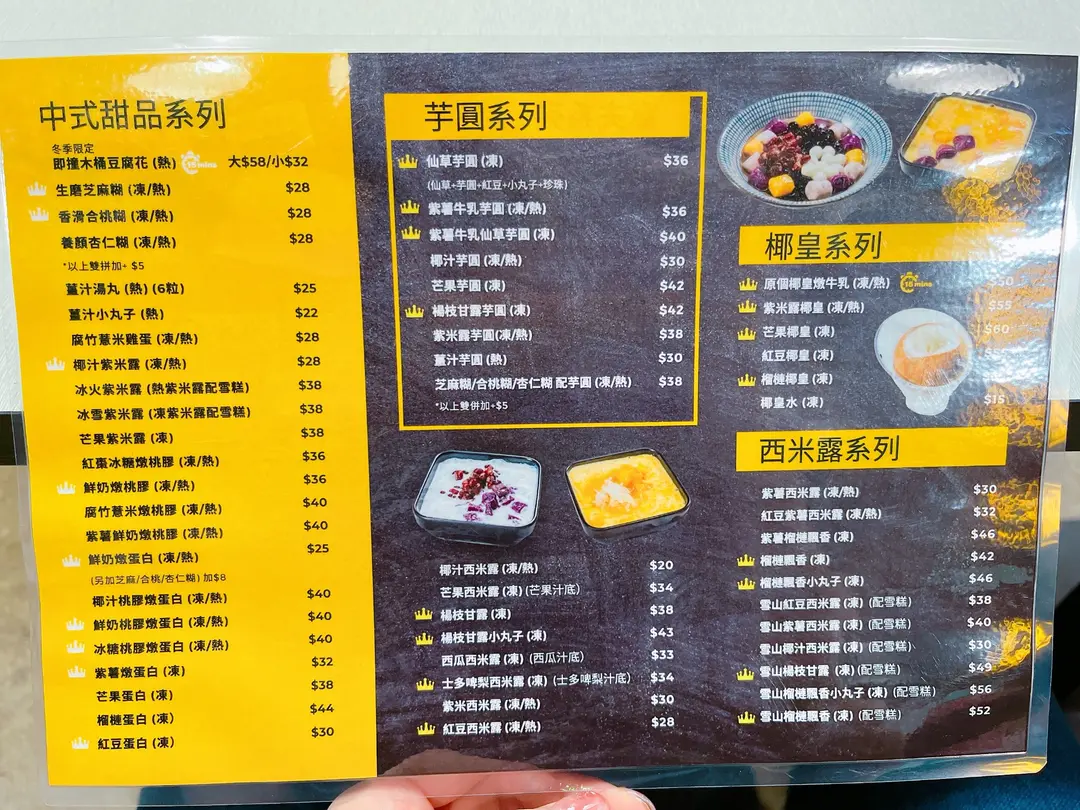 中式甜品系列
冬季限定
即撞木桶豆腐花 (熱) 15 mins 大$58/小$32
生磨芝麻糊 (凍/熱) $28
香滑合桃糊 (凍/熱) $28
養顏杏仁糊 (凍/熱) $28
*以上雙拼加+ $5
薑汁湯丸 (熱) (6粒) $25
薑汁小丸子 (熱) $22
腐竹薏米雞蛋 (凍/熱) $28
椰汁紫米露 (凍/熱) $28
冰火紫米露 (熱紫米露配雪糕) $38
冰雪紫米露 (凍紫米露配雪糕) $38
芒果紫米露 (凍) $38
紅棗冰糖燉桃膠 (凍/熱) $36
鮮奶燉桃膠 (凍/熱) $36
腐竹薏米燉桃膠 (凍/熱) $40
紫薯鮮奶燉桃膠 (凍/熱) $40
鮮奶燉蛋白 (凍/熱) $25
(另加芝麻/合桃/杏仁糊) 加$8
椰汁桃膠燉蛋白 (凍/熱) $40
鮮奶桃膠燉蛋白 (凍/熱) $40
冰糖桃膠燉蛋白 (凍/熱) $40
紫薯燉蛋白 (凍) $32
芒果蛋白 (凍) $38
榴槤蛋白 (凍) $44
紅豆蛋白 (凍) $30
芋圓系列
仙草芋圓 (凍) $36
(仙草+芋圓+紅豆+小丸子+珍珠)
紫薯牛乳芋圓 (凍/熱) $36
紫薯牛乳仙草芋圓 (凍) $40
椰汁芋圓 (凍/熱) $30
芒果芋圓 (凍) $42
楊枝甘露芋圓 (凍) $42
紫米露芋圓(凍/熱) $38
薑汁芋圓 (熱) $30
芝麻糊/合桃糊/杏仁糊 配芋圓 (凍/熱) $38
*以上雙併加+$5
椰汁西米露 (凍/熱) $20
芒果西米露 (凍) (芒果汁底) $34
楊枝甘露 (凍) $38
楊枝甘露小丸子 (凍) $43
西瓜西米露 (凍) (西瓜汁底) $33
士多啤梨西米露 (凍) (士多啤梨汁底) $34
紫米西米露 (凍/熱) $30
紅豆西米露 (凍/熱) $28
椰皇系列
原個椰皇燉牛乳 (凍/熱) 15 mins
紫米露椰皇 (凍/熱) $55
芒果椰皇 (凍) $60
紅豆椰皇 (凍)
榴槤椰皇 (凍)
椰皇水 (凍) $15
西米露系列
紫薯西米露 (凍/熱) $30
紅豆紫薯西米露 (凍/熱) $32
紫薯榴槤飄香 (凍) $46
榴槤飄香 (凍) $42
榴槤飄香小丸子 (凍) $46
雪山紅豆西米露 (凍) (配雪糕) $38
雪山紫薯西米露 (凍) (配雪糕) $40
雪山椰汁西米露 (凍) (配雪糕) $30
雪山楊枝甘露 (凍) (配雪糕) $49
雪山榴槤飄香小丸子 (凍) (配雪糕) $56
雪山榴槤飄香 (凍) (配雪糕) $52